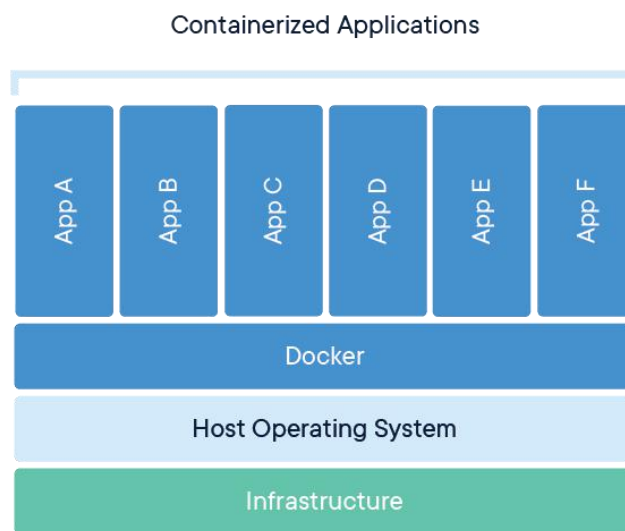 Containerized Applications
App A
App B
App C
App D
App E
App F
Docker
Host Operating System
Infrastructure